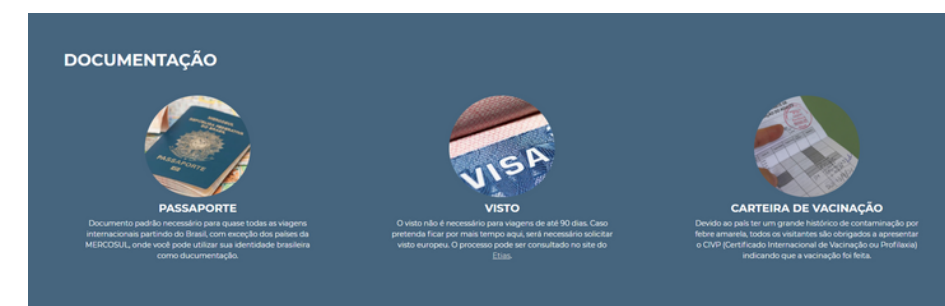 DOCUMENTAÇÃO
PASSAPORTE
VISA
PASSAPORTE
Documento padrão necessário para quase todas as viagens
internacionais partindo do Brasil, com exceção dos países da
MERCOSUL, onde você pode utilizar sua identidade brasileira
como ducumentação.
VISTO
O visto não é necessário para viagens de até 90 dias. Caso
pretenda ficar por mais tempo aqui, será necessário solicitar
visto europeu. O processo pode ser consultado no site do
Etias.
CARTEIRA DE VACINAÇÃO
Devido ao país ter um grande histórico de contaminação por
febre amarela, todos os visitantes são obrigados a apresentar
o CIVP (Certificado Internacional de Vacinação ou Profilaxia)
indicando que a vacinação foi feita.